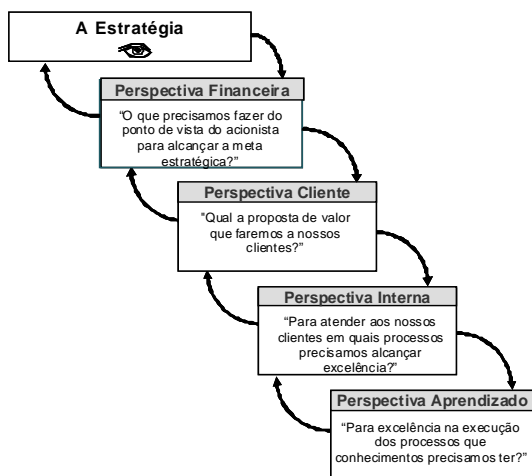 A Estratégia
Perspectiva Financeira
“O que precisamos fazer do
ponto de vista do acionista
para alcançar a meta
estratégica?”
Perspectiva Cliente
“Qual a proposta de valor
que faremos a nossos
clientes?”
Perspectiva Interna
“Para atender aos nossos
clientes em quais processos
precisamos alcançar
excelência?”
Perspectiva Aprendizado
“Para excelência na execução
dos processos que
conhecimentos precisamos ter?”